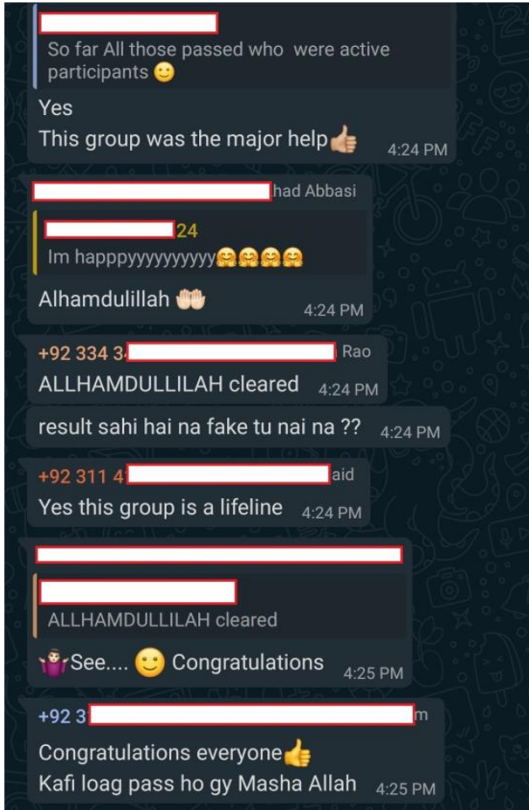 So far All those passed who were active
participants 🙂
Yes
This group was the major help👍🏼
4:24 PM
had Abbasi
24
Im happpyyyyyyyyyy🤗🤗🤗🤗
Alhamdulillah 🤲🏻
4:24 PM
+92 334 3
Rao
ALLHAMDULLILAH cleared 4:24 PM
result sahi hai na fake tu nai na ?? 4:24 PM
+92 311 4
aid
Yes this group is a lifeline 4:24 PM
ALLHAMDULLILAH cleared
🤷🏻‍♀️See.... 🙂 Congratulations 4:25 PM
+92 3
m
Congratulations everyone👍
Kafi loag pass ho gy Masha Allah 4:25 PM